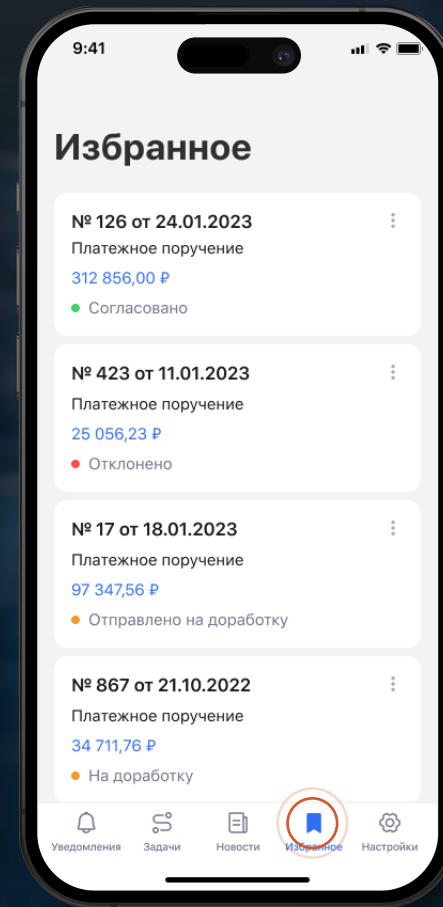 9:41
Избранное
№ 126 от 24.01.2023
Платежное поручение
312 856,00 ₽
Согласовано
№ 423 от 11.01.2023
Платежное поручение
25 056,23 ₽
Отклонено
№ 17 от 18.01.2023
Платежное поручение
97 347,56 ₽
Отправлено на доработку
№ 867 от 21.10.2022
Платежное поручение
34 711,76 ₽
На доработку
Уведомления Задачи Новости Избранное Настройки